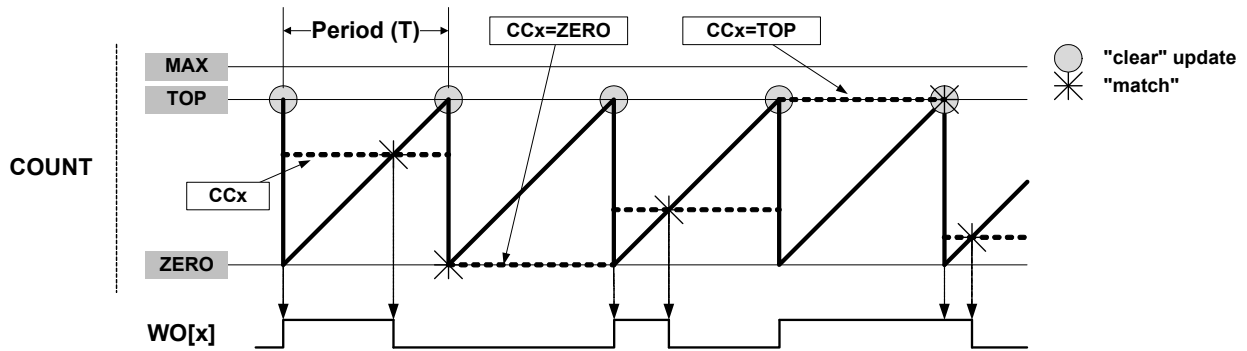 Period (T)
CCx=ZERO
CCx=TOP
"clear" update
"match"
MAX
TOP
COUNT
CCx
ZERO
WO[x]